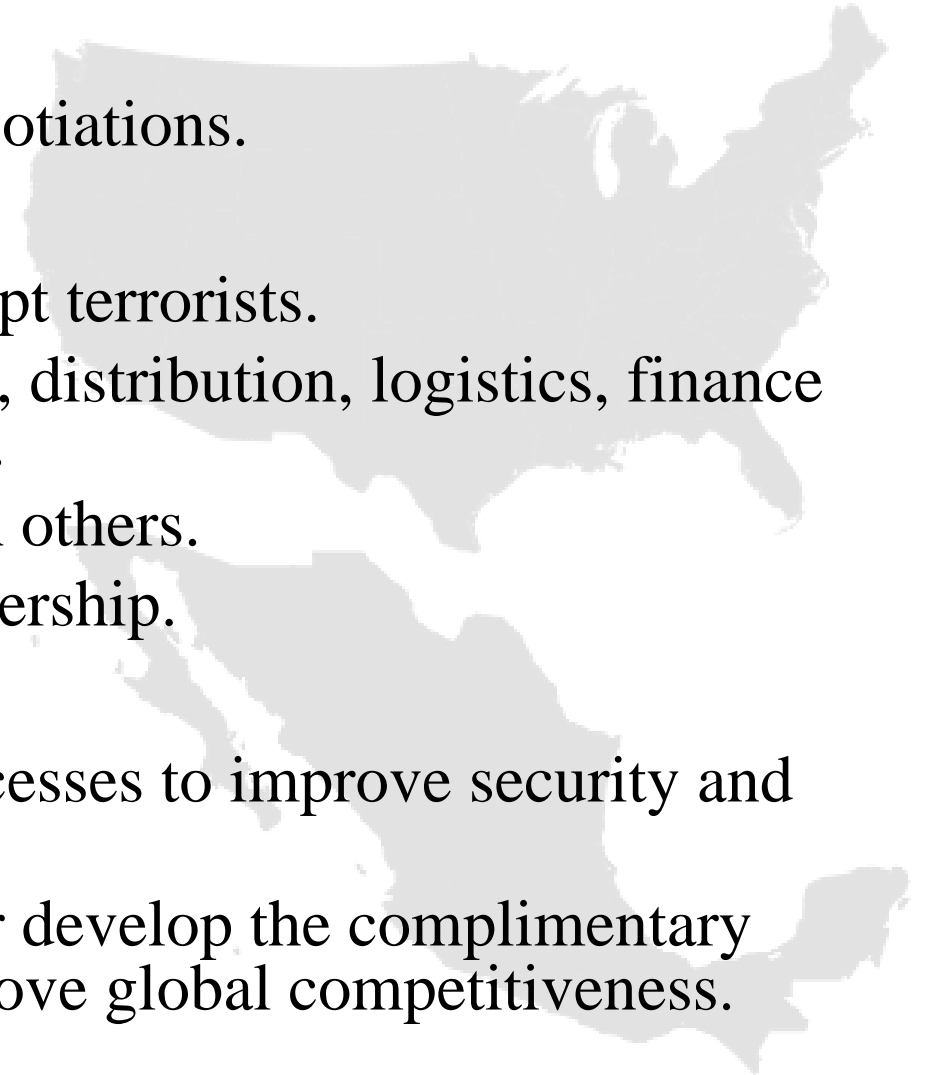 otiations.
pt terrorists.
, distribution, logistics, finance
.
others.
ership.
cesses to improve security and
develop the complimentary
ove global competitiveness.